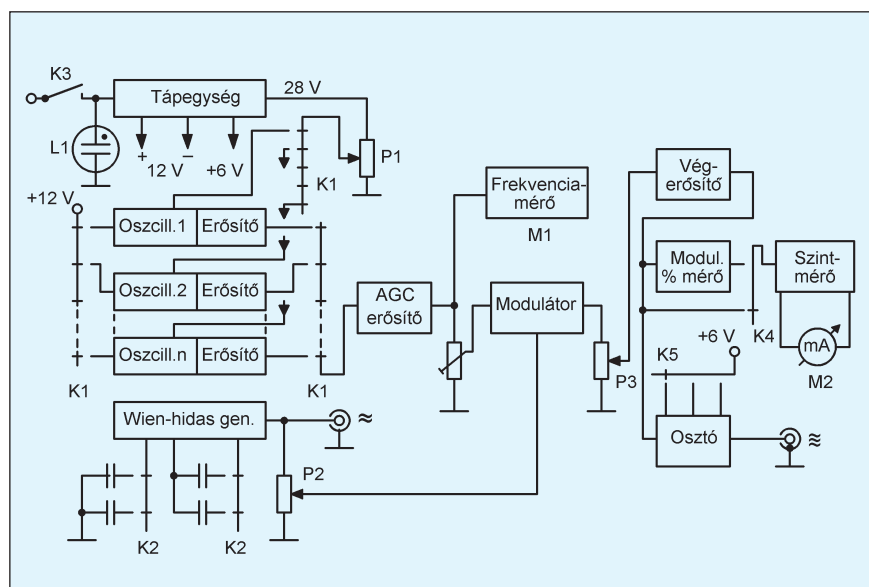 K3
Tápegység
28 V
L1
+
12 V
−
+6 V
P1
K1
+12 V
Oszcill.1
Erősítő
Oszcill.2
Erősítő
Oszcill.n
Erősítő
K1
K1
Frekvencia-
mérő
M1
AGC
erősítő
Modulátor
P3
Vég-
erősítő
Modul.
% mérő
Szint-
mérő
K4
mA
M2
+6 V
K5
Osztó
≋
Wien-hidas gen.
≈
P2
K2
K2